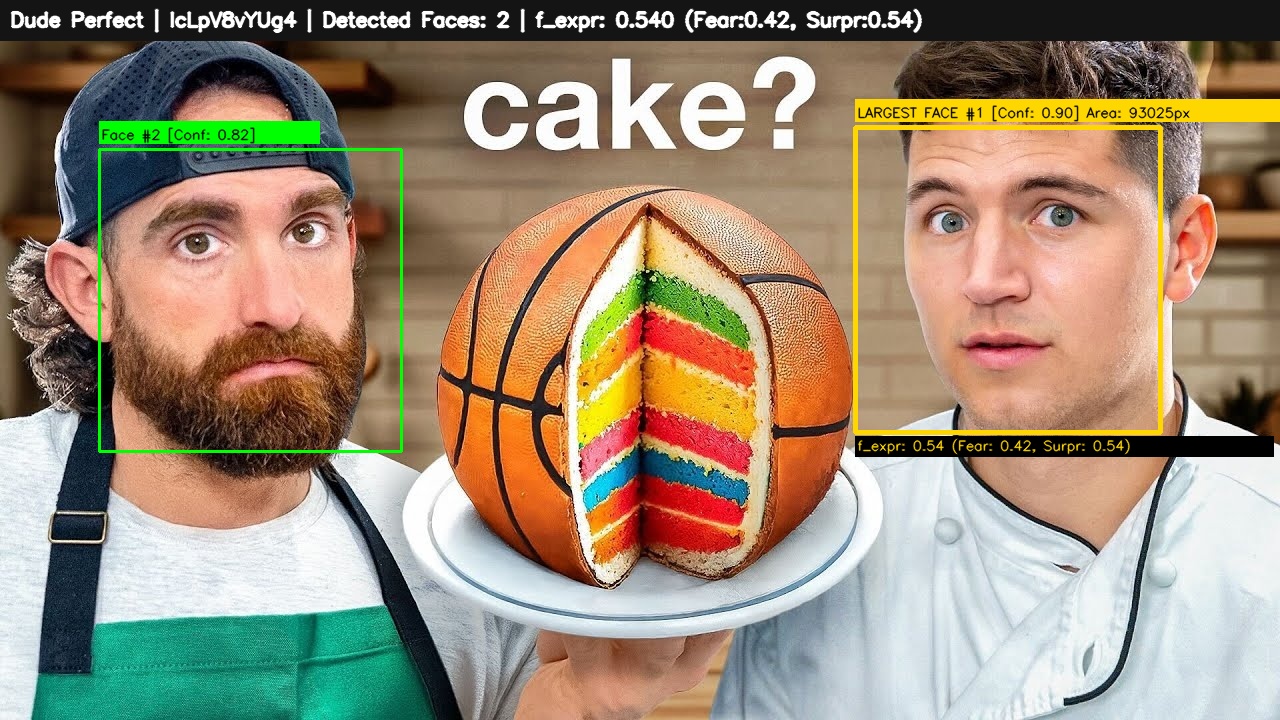 Dude Perfect | lcLpV8vYUg4 | Detected Faces: 2 | f_expr: 0.540 (Fear:0.42, Surpr:0.54)
cake?
LARGEST FACE #1 [Conf: 0.90] Area: 93025px
Face #2 [Conf: 0.82]
f_expr: 0.54 (Fear: 0.42, Surpr: 0.54)